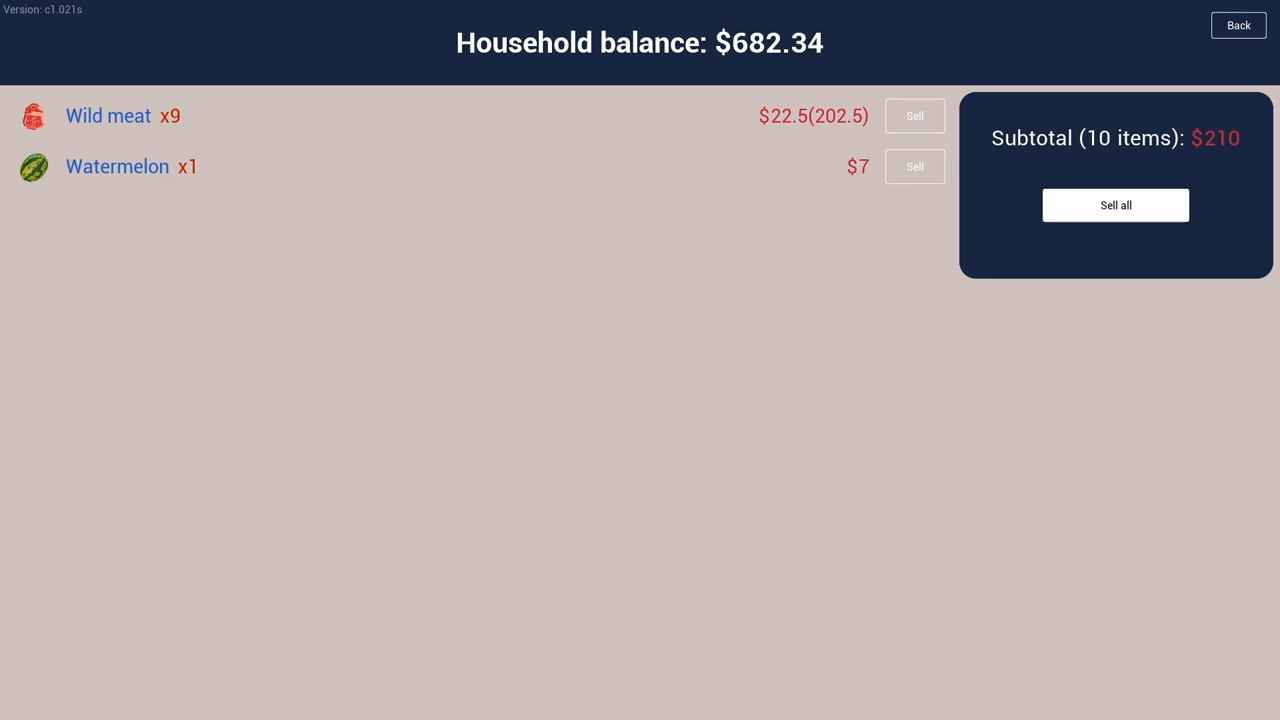 Version: c1.021s
Household balance: $682.34
Back
Wild meat x9 $22.5(202.5) Sell
Watermelon x1 $7 Sell
Subtotal (10 items): $210
Sell all